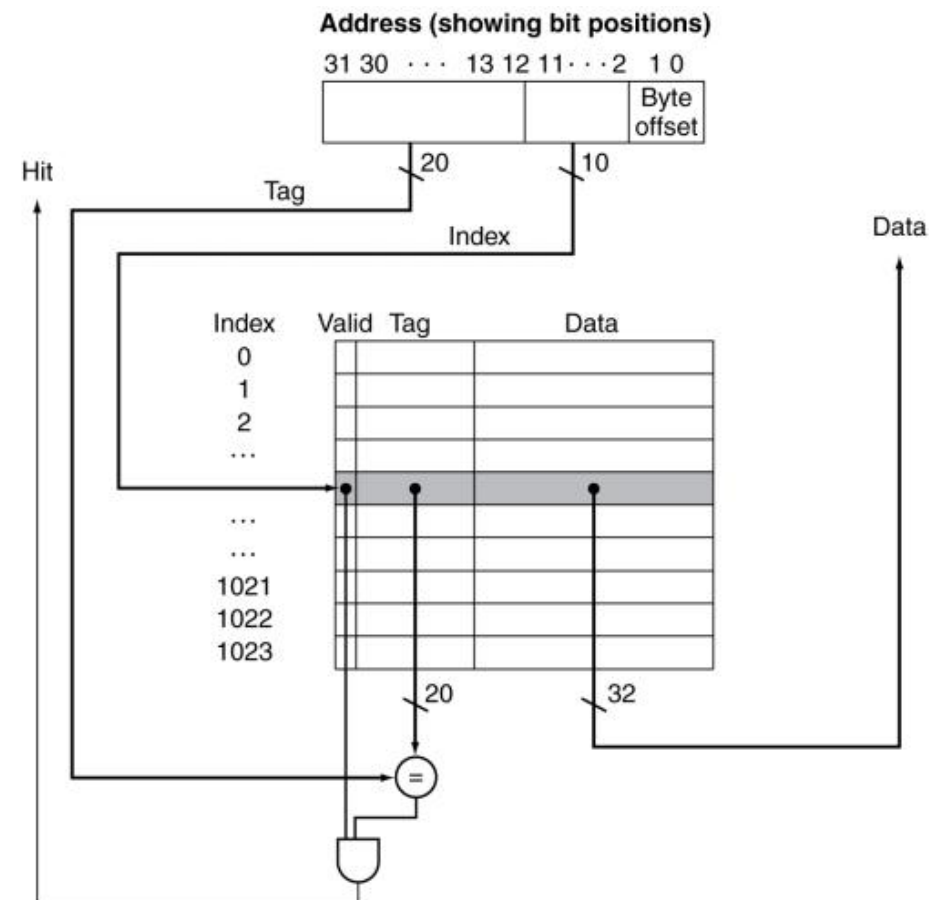 Address (showing bit positions)
31 30 · · · 13 12 11 · · · 2 1 0
Byte
offset
20
10
Hit
Tag
Data
Index
Index Valid Tag Data
0
1
2
...
...
...
1021
1022
1023
20
32
=